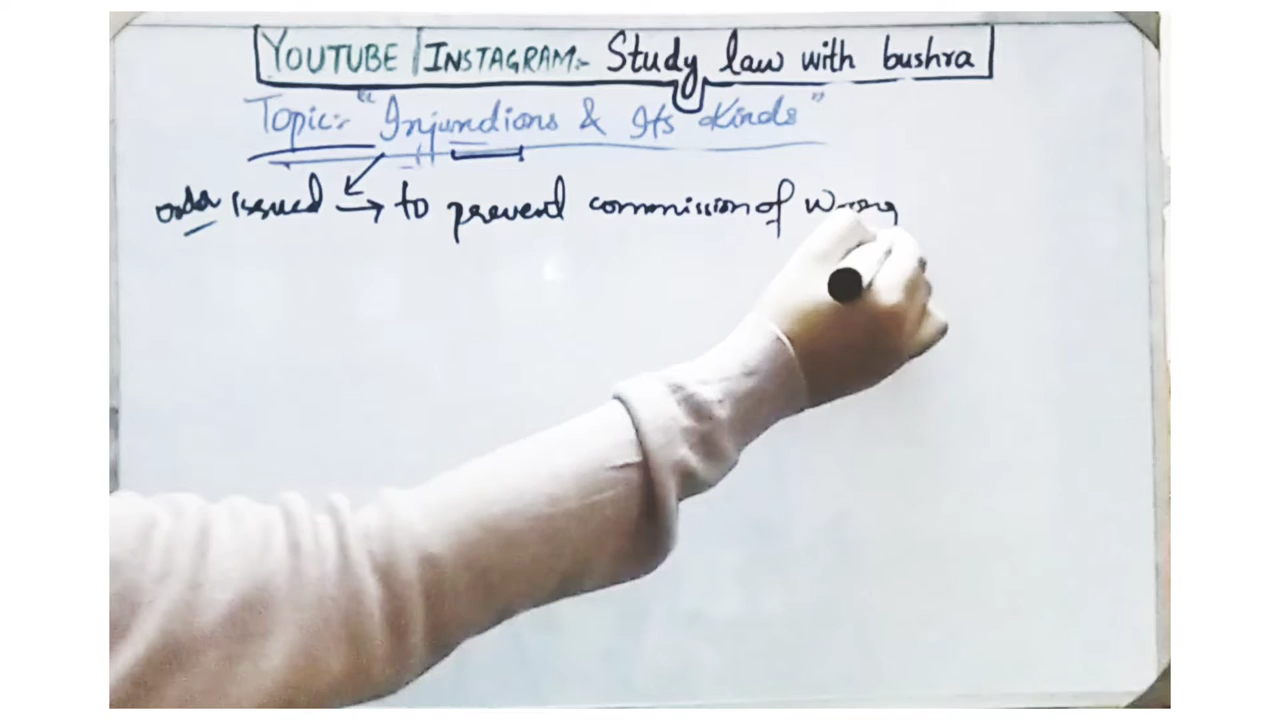 YOUTUBE | INSTAGRAM:- Study law with bushra
Topic:- "Injunctions & Its Kinds"
order issued → to prevent commission of wrong